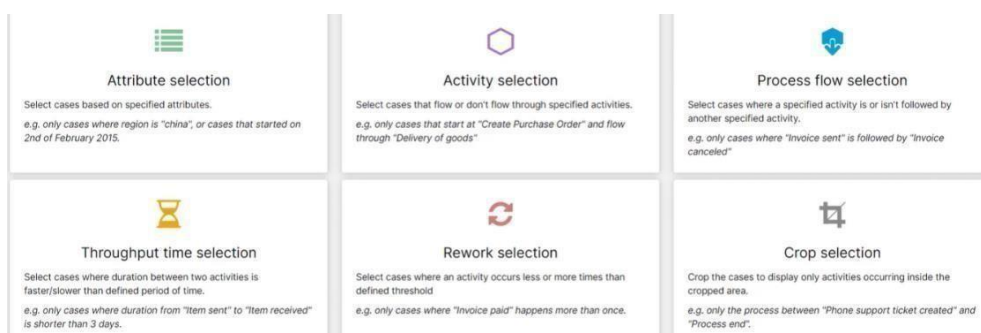 Attribute selection
Select cases based on specified attributes.
e.g. only cases where region is "china", or cases that started on
2nd of February 2015.
Activity selection
Select cases that flow or don't flow through specified activities.
e.g. only cases that start at "Create Purchase Order" and flow
through "Delivery of goods"
Process flow selection
Select cases where a specified activity is or isn't followed by
another specified activity.
e.g. only cases where "Invoice sent" is followed by "Invoice
canceled"
Throughput time selection
Select cases where duration between two activities is
faster/slower than defined period of time.
e.g. only cases where duration from "Item sent" to "Item received"
is shorter than 3 days.
Rework selection
Select cases where an activity occurs less or more times than
defined threshold
e.g. only cases where "Invoice paid" happens more than once.
Crop selection
Crop the cases to display only activities occurring inside the
cropped area.
e.g. only the process between "Phone support ticket created" and
"Process end".